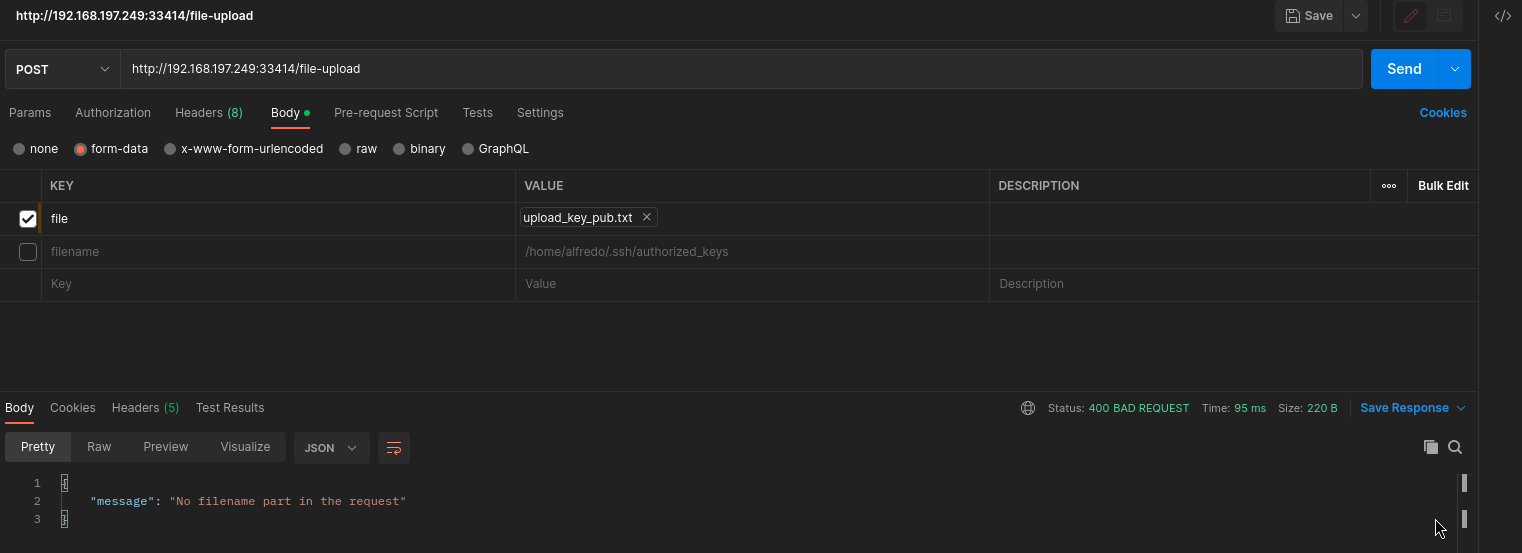 http://192.168.197.249:33414/file-upload
Save
POST
http://192.168.197.249:33414/file-upload
Send
Params Authorization Headers (8) Body Pre-request Script Tests Settings Cookies
none form-data x-www-form-urlencoded raw binary GraphQL
KEY VALUE DESCRIPTION Bulk Edit
file upload_key_pub.txt
filename /home/alfredo/.ssh/authorized_keys
Key Value Description
Body Cookies Headers (5) Test Results Status: 400 BAD REQUEST Time: 95 ms Size: 220 B Save Response
Pretty Raw Preview Visualize JSON
1 {
2 "message": "No filename part in the request"
3 }